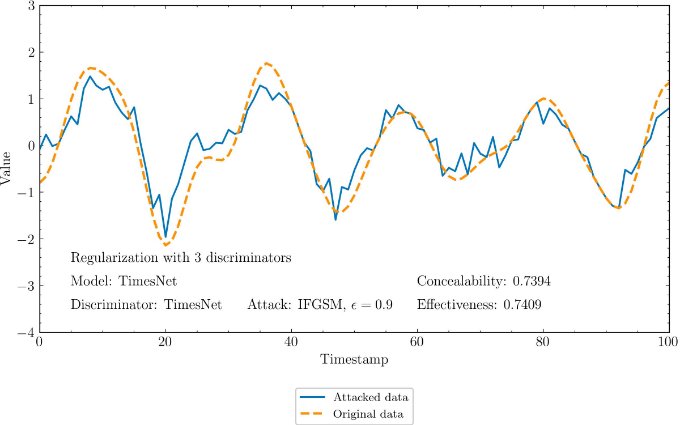 3
2
1
0
−1
−2
−3
−4
Value
Regularization with 3 discriminators
Model: TimesNet
Concealability: 0.7394
Discriminator: TimesNet
Attack: IFGSM, ϵ = 0.9
Effectiveness: 0.7409
0
20
40
60
80
100
Timestamp
Attacked data
Original data